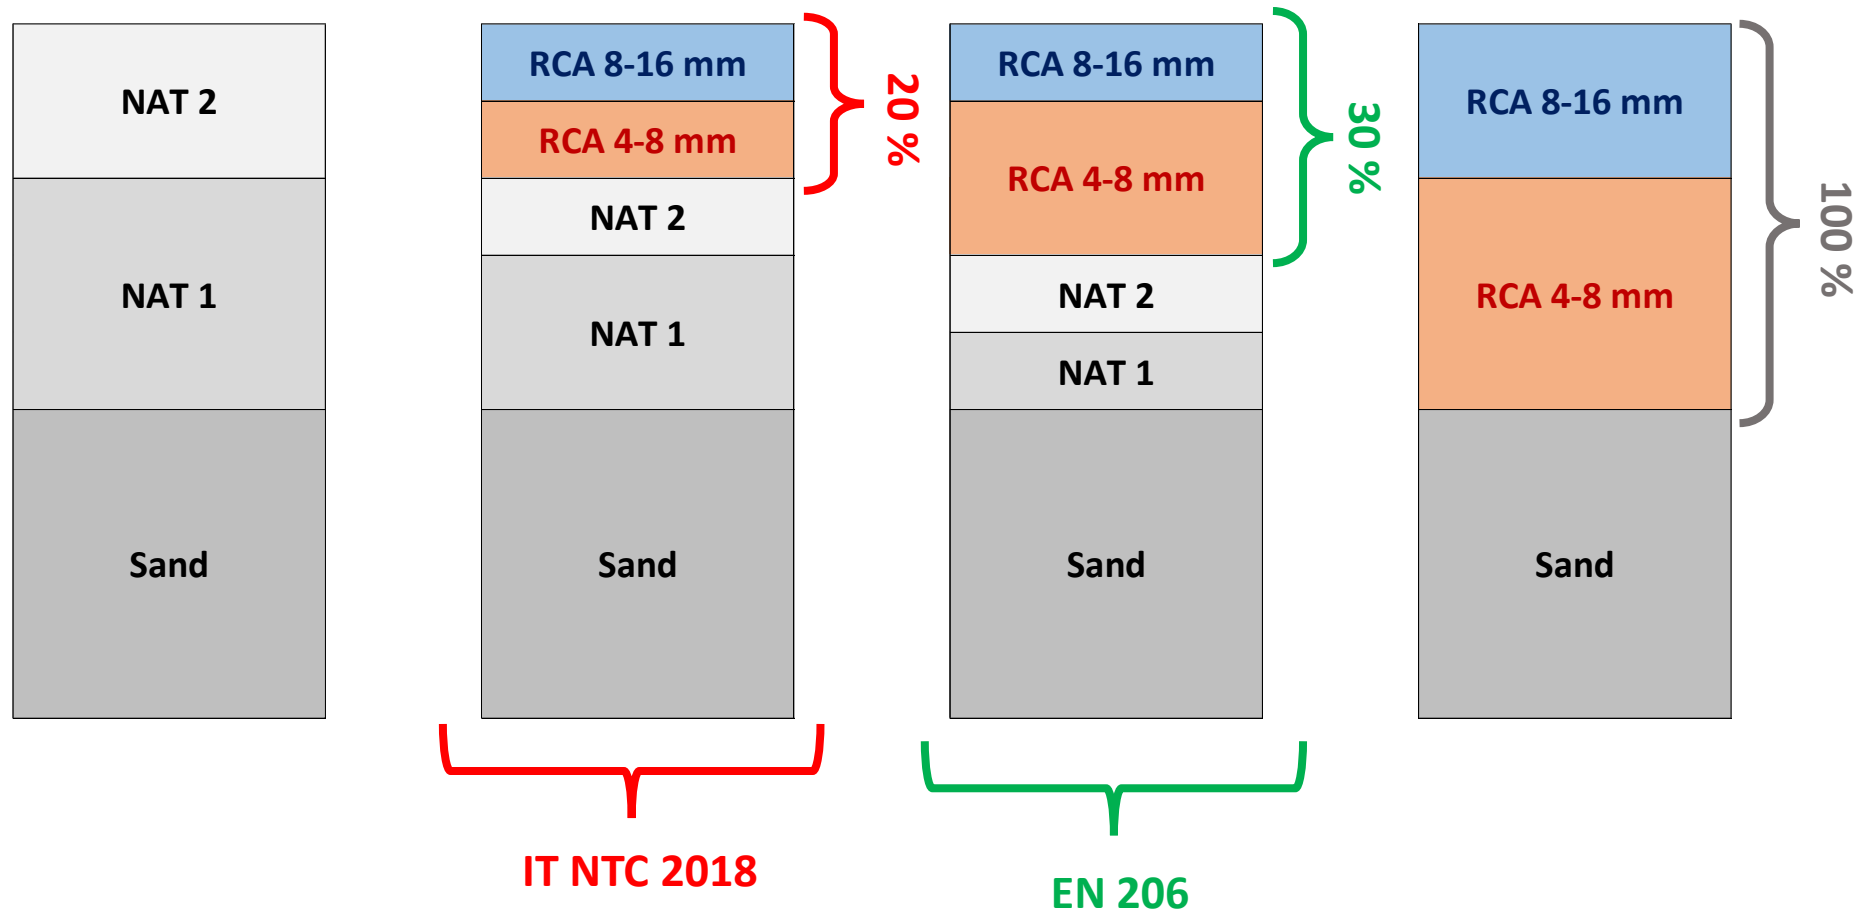 NAT 2
NAT 1
Sand
RCA 8-16 mm
RCA 4-8 mm
NAT 2
NAT 1
Sand
20 %
IT NTC 2018
RCA 8-16 mm
RCA 4-8 mm
NAT 2
NAT 1
Sand
30 %
EN 206
RCA 8-16 mm
RCA 4-8 mm
Sand
100 %